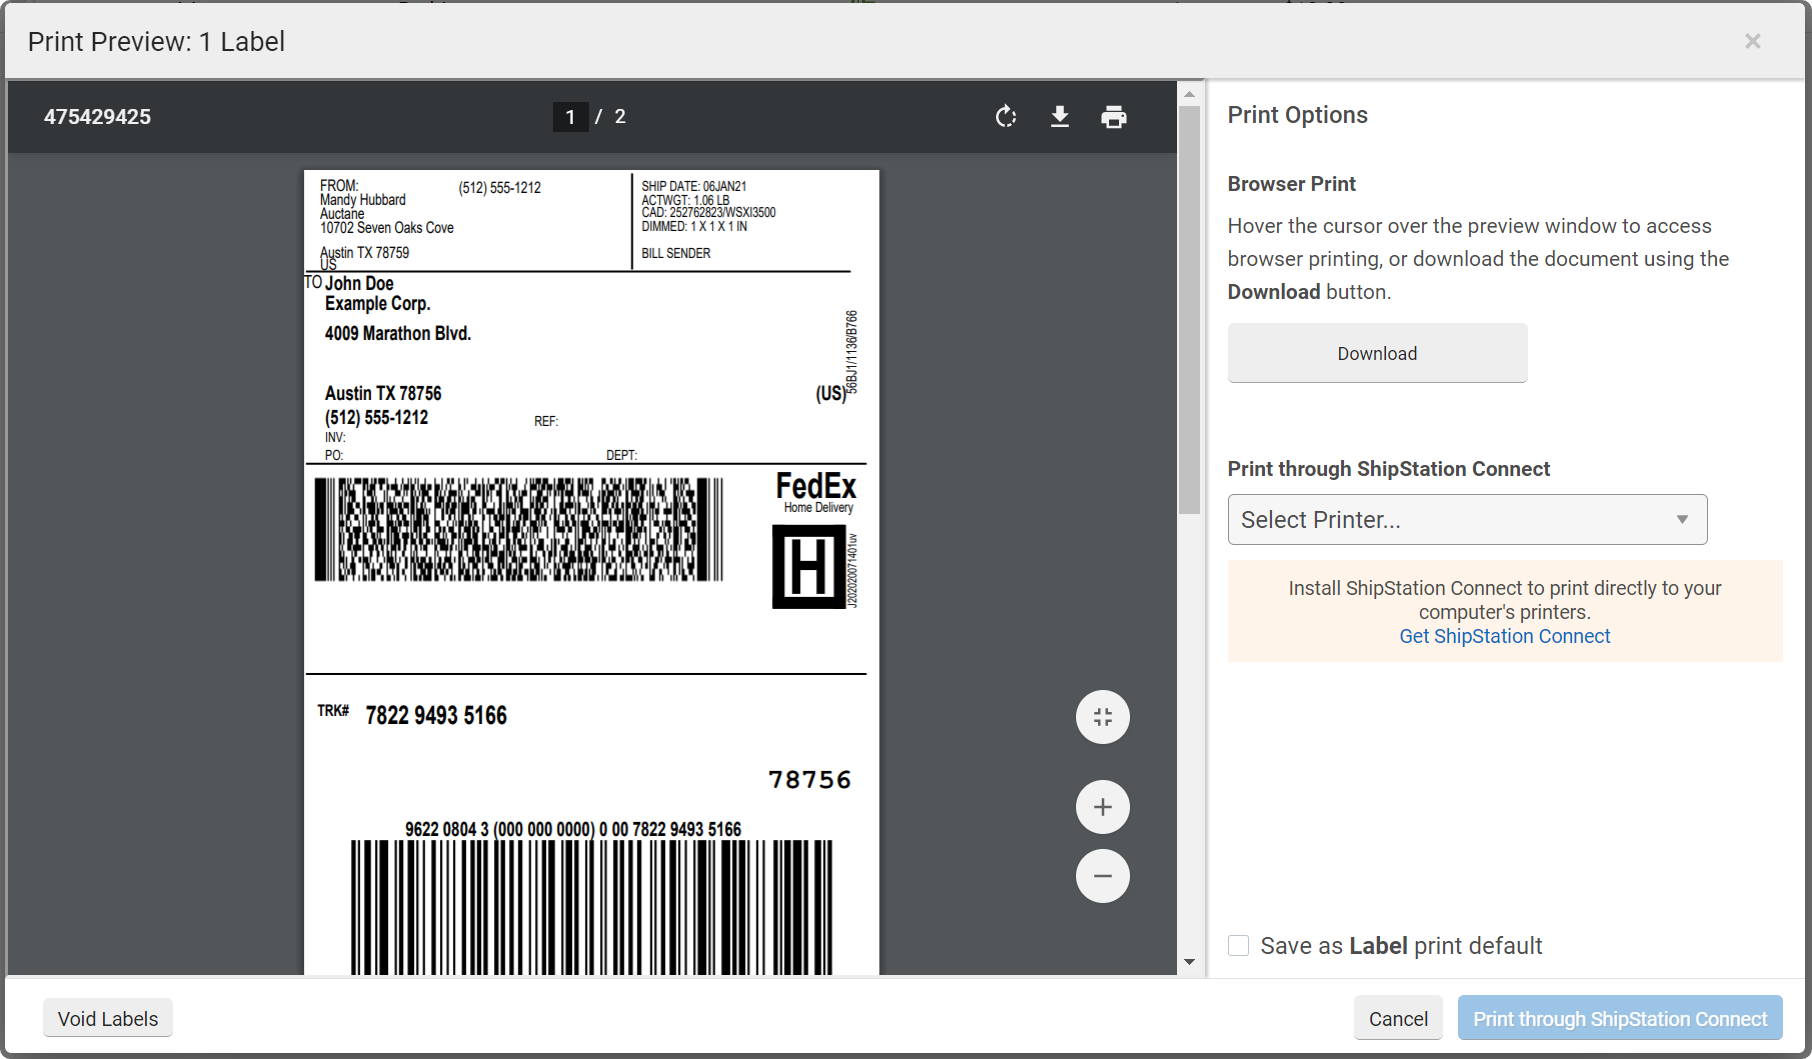 Print Preview: 1 Label
×
475429425
1 / 2
FROM:
(512) 555-1212
Mandy Hubbard
Auctane
10702 Seven Oaks Cove
Austin TX 78759
US
SHIP DATE: 06JAN21
ACTWGT: 1.06 LB
CAD: 252762823/WSXI3500
DIMMED: 1 X 1 X 1 IN
BILL SENDER
TO John Doe
Example Corp.
4009 Marathon Blvd.
Austin TX 78756
(US)
56BJ1/1136/B766
(512) 555-1212
REF:
INV:
PO:
DEPT:
FedEx
Home Delivery
H
J202020071401uv
TRK# 7822 9493 5166
78756
9622 0804 3 (000 000 0000) 0 00 7822 9493 5166
Print Options
Browser Print
Hover the cursor over the preview window to access
browser printing, or download the document using the
Download button.
Download
Print through ShipStation Connect
Select Printer...
Install ShipStation Connect to print directly to your
computer's printers.
Get ShipStation Connect
Save as Label print default
Void Labels
Cancel
Print through ShipStation Connect